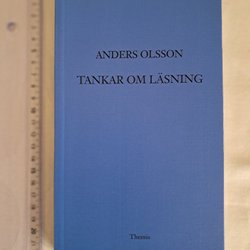 ANDERS OLSSON
TANKAR OM LÄSNING
Themis